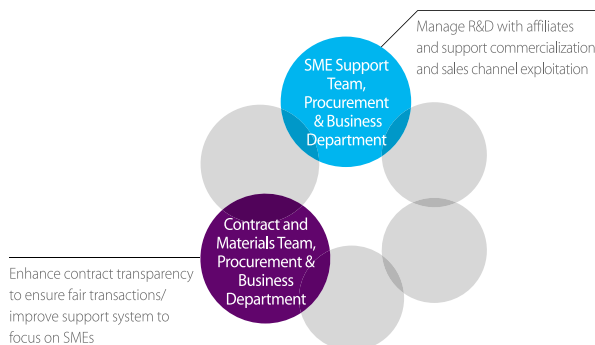 Manage R&D with affiliates
and support commercialization
and sales channel exploitation
SME Support
Team,
Procurement
& Business
Department
Contract and
Materials Team,
Procurement &
Business
Department
Enhance contract transparency
to ensure fair transactions/
improve support system to
focus on SMEs